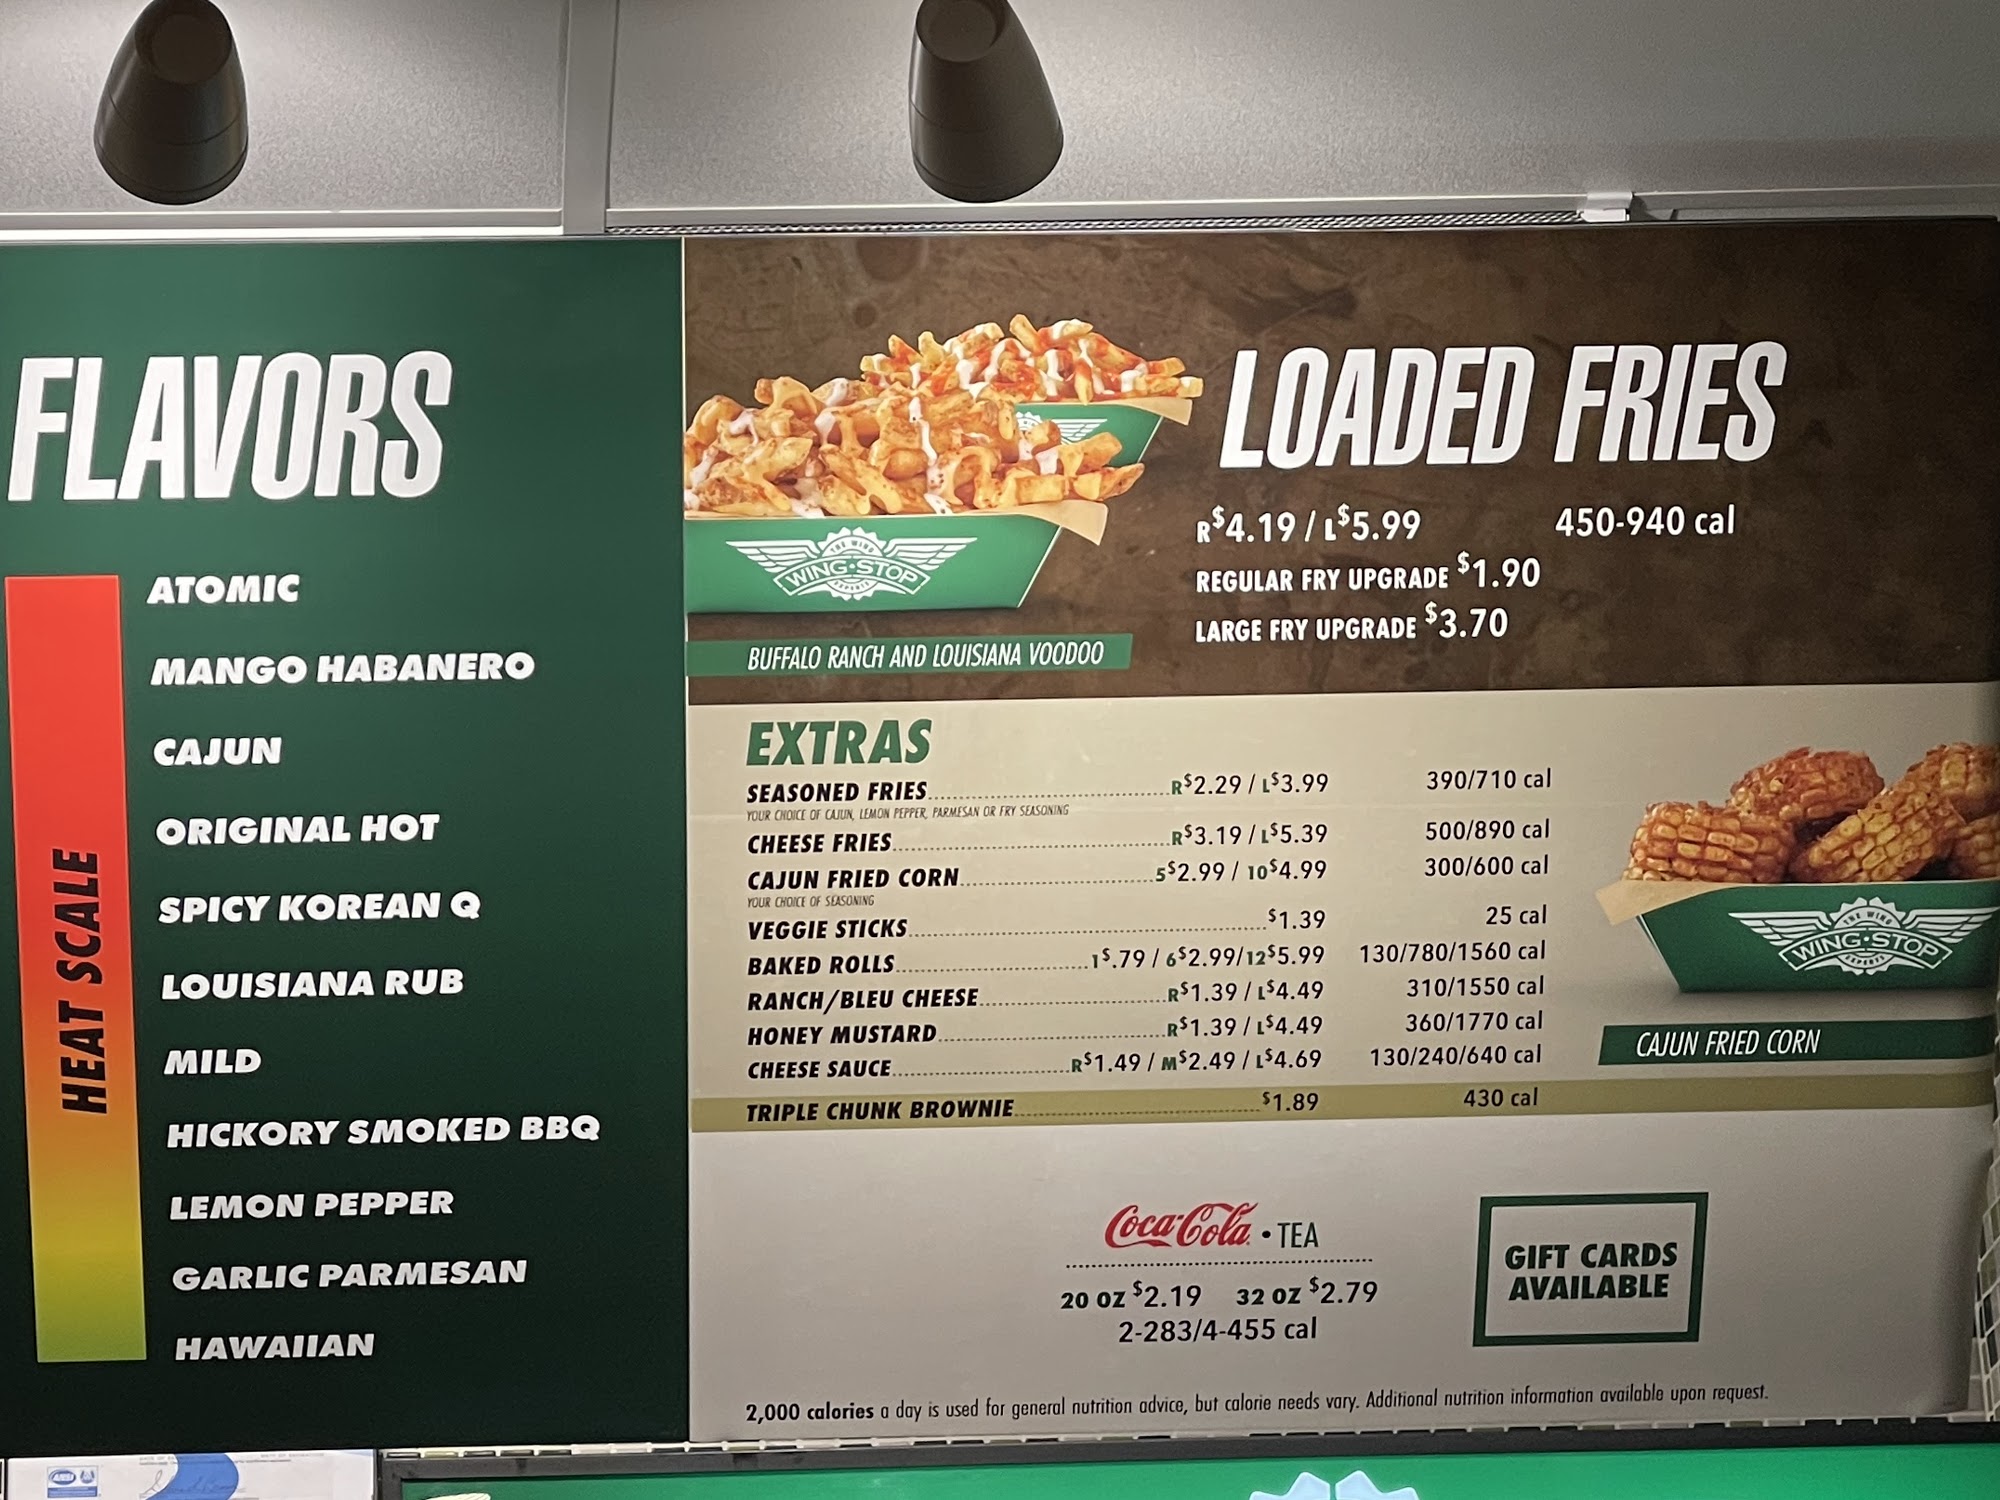 FLAVORS
HEAT SCALE
ATOMIC
MANGO HABANERO
CAJUN
ORIGINAL HOT
SPICY KOREAN Q
LOUISIANA RUB
MILD
HICKORY SMOKED BBQ
LEMON PEPPER
GARLIC PARMESAN
HAWAIIAN
THE WING
WING·STOP
EXPERTS
BUFFALO RANCH AND LOUISIANA VOODOO
LOADED FRIES
R$4.19 / L$5.99 450-940 cal
REGULAR FRY UPGRADE $1.90
LARGE FRY UPGRADE $3.70
EXTRAS
SEASONED FRIES R$2.29 / L$3.99 390/710 cal
YOUR CHOICE OF CAJUN, LEMON PEPPER, PARMESAN OR FRY SEASONING
CHEESE FRIES R$3.19 / L$5.39 500/890 cal
CAJUN FRIED CORN 5$2.99 / 10$4.99 300/600 cal
YOUR CHOICE OF SEASONING
VEGGIE STICKS $1.39 25 cal
BAKED ROLLS 1$.79 / 6$2.99/12$5.99 130/780/1560 cal
RANCH/BLEU CHEESE R$1.39 / L$4.49 310/1550 cal
HONEY MUSTARD R$1.39 / L$4.49 360/1770 cal
CHEESE SAUCE R$1.49 / M$2.49 / L$4.69 130/240/640 cal
TRIPLE CHUNK BROWNIE $1.89 430 cal
THE WING
WING·STOP
EXPERTS
CAJUN FRIED CORN
Coca-Cola • TEA
20 OZ $2.19 32 OZ $2.79
2-283/4-455 cal
GIFT CARDS
AVAILABLE
2,000 calories a day is used for general nutrition advice, but calorie needs vary. Additional nutrition information available upon request.
ANSI